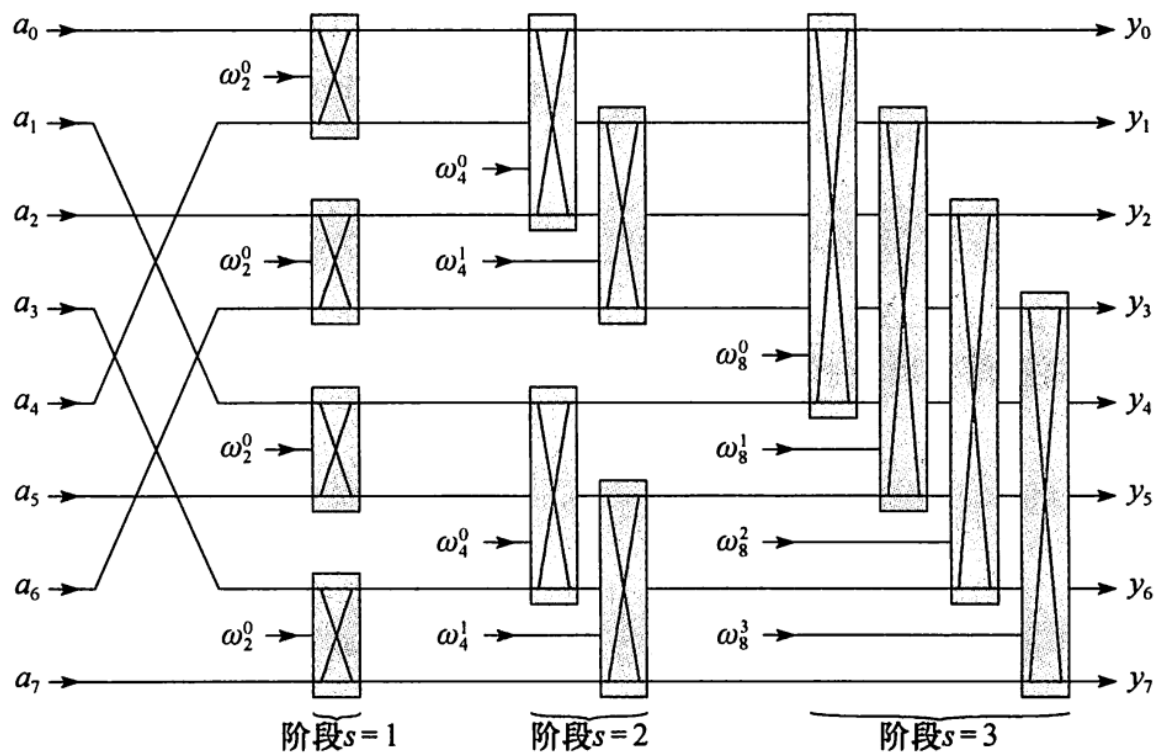 a₀ y₀
ω₂⁰
a₁ y₁
ω₄⁰
a₂ y₂
ω₂⁰ ω₄¹
a₃ y₃
ω₈⁰
a₄ y₄
ω₂⁰ ω₈¹
a₅ y₅
ω₄⁰ ω₈²
a₆ y₆
ω₂⁰ ω₄¹ ω₈³
a₇ y₇
阶段s=1 阶段s=2 阶段s=3